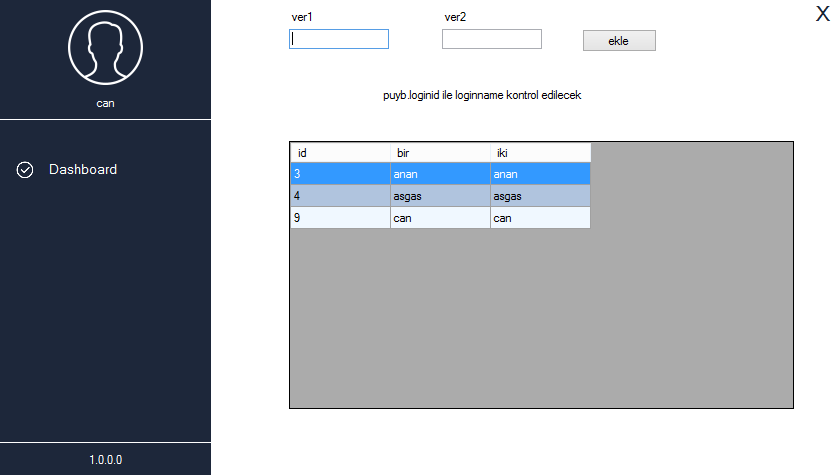 can
Dashboard
1.0.0.0
X
ver1 ver2
ekle
puyb.loginid ile loginname kontrol edilecek
id bir iki
3 anan anan
4 asgas asgas
9 can can